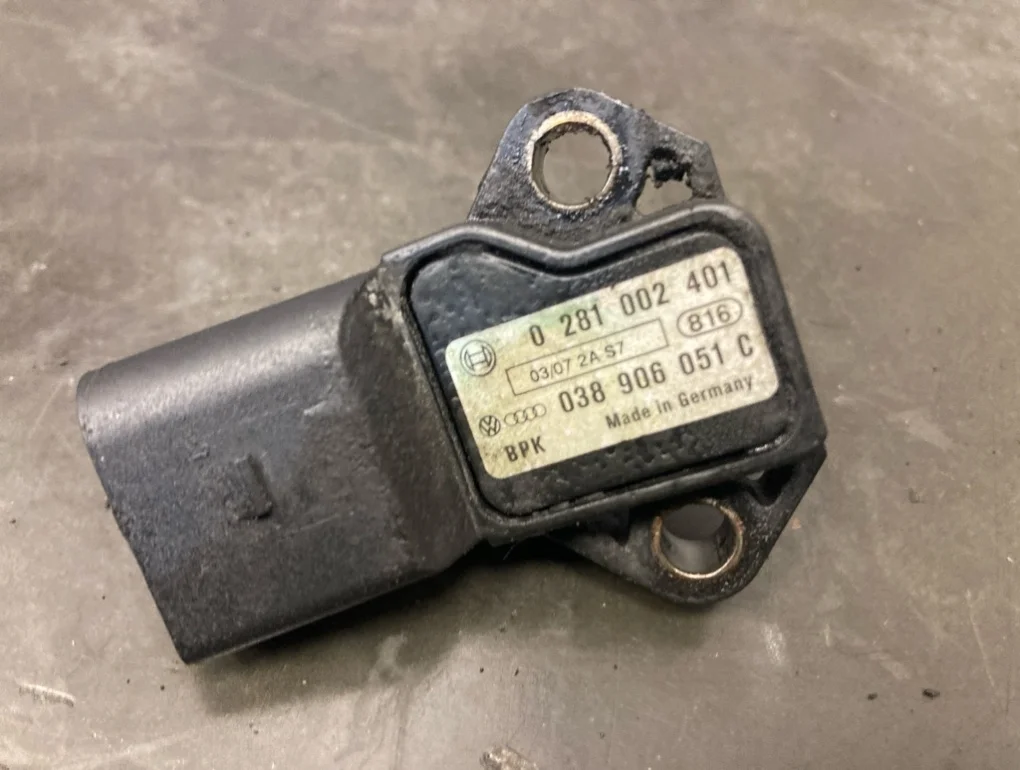 0 281 002 401
03/07 2A S7
816
038 906 051 C
Made in Germany
BPK